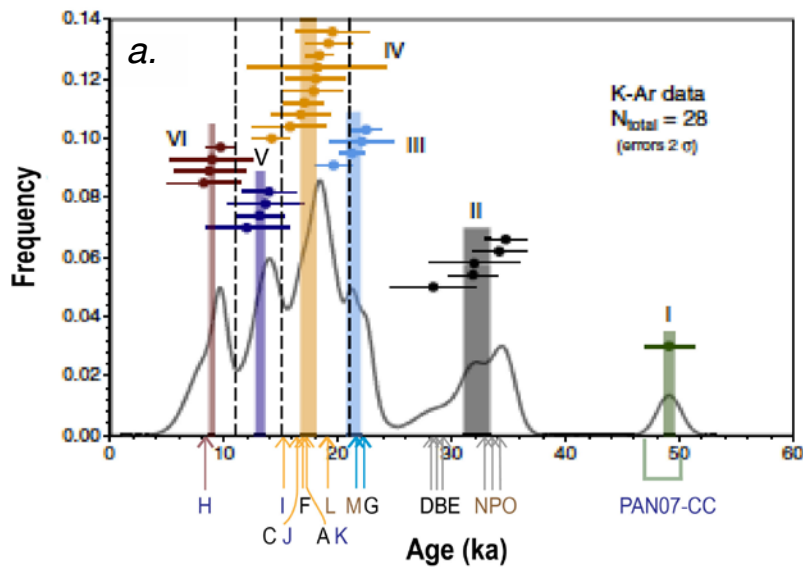 a.
0.14
0.12
0.10
0.08
0.06
0.04
0.02
0.00
Frequency
VI
V
IV
III
II
I
K-Ar data
N_total = 28
(errors 2 σ)
0 10 20 30 40 50 60
H I F L M G D B E N P O PAN07-CC
C J A K
Age (ka)